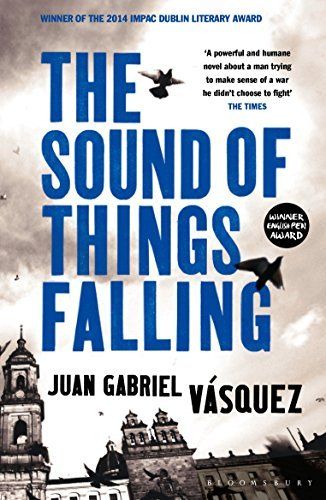 WINNER OF THE 2014 IMPAC DUBLIN LITERARY AWARD
'A powerful and humane
novel about a man trying
to make sense of a war
he didn't choose to fight'
THE TIMES
THE
SOUND OF
THINGS
FALLING
WINNER
ENGLISH PEN
AWARD
JUAN GABRIEL
VÁSQUEZ
BLOOMSBURY